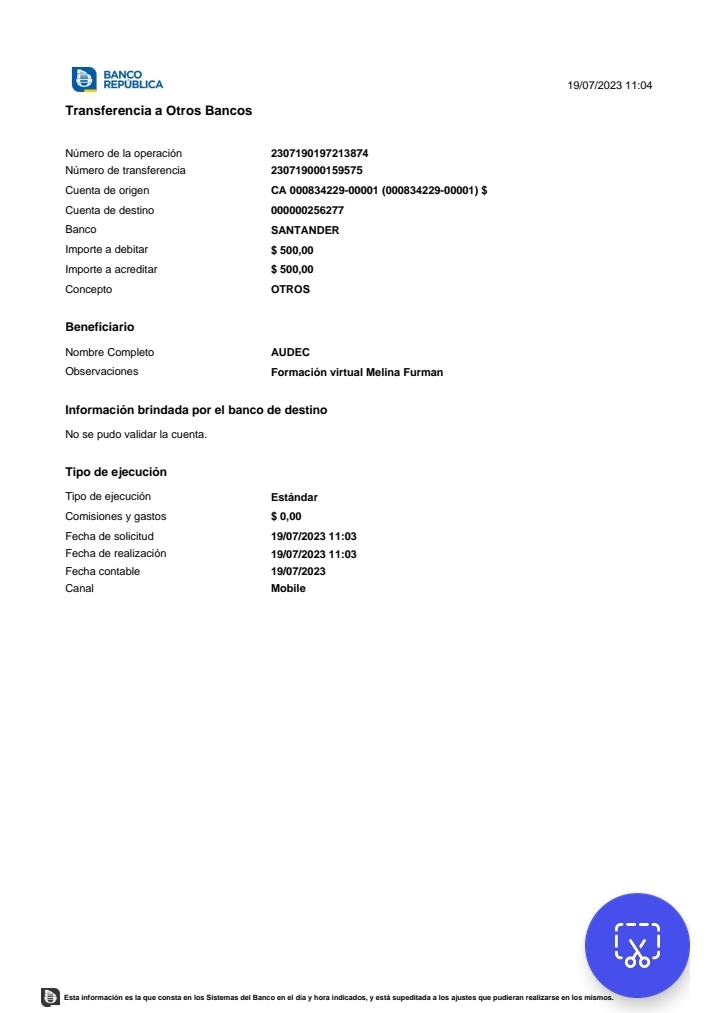 BANCO
REPÚBLICA
19/07/2023 11:04
Transferencia a Otros Bancos
Número de la operación 2307190197213874
Número de transferencia 230719000159575
Cuenta de origen CA 000834229-00001 (000834229-00001) $
Cuenta de destino 000000256277
Banco SANTANDER
Importe a debitar $ 500,00
Importe a acreditar $ 500,00
Concepto OTROS
Beneficiario
Nombre Completo AUDEC
Observaciones Formación virtual Melina Furman
Información brindada por el banco de destino
No se pudo validar la cuenta.
Tipo de ejecución
Tipo de ejecución Estándar
Comisiones y gastos $ 0,00
Fecha de solicitud 19/07/2023 11:03
Fecha de realización 19/07/2023 11:03
Fecha contable 19/07/2023
Canal Mobile
Esta información es la que consta en los Sistemas del Banco en el día y hora indicados, y está supeditada a los ajustes que pudieran realizarse en los mismos.